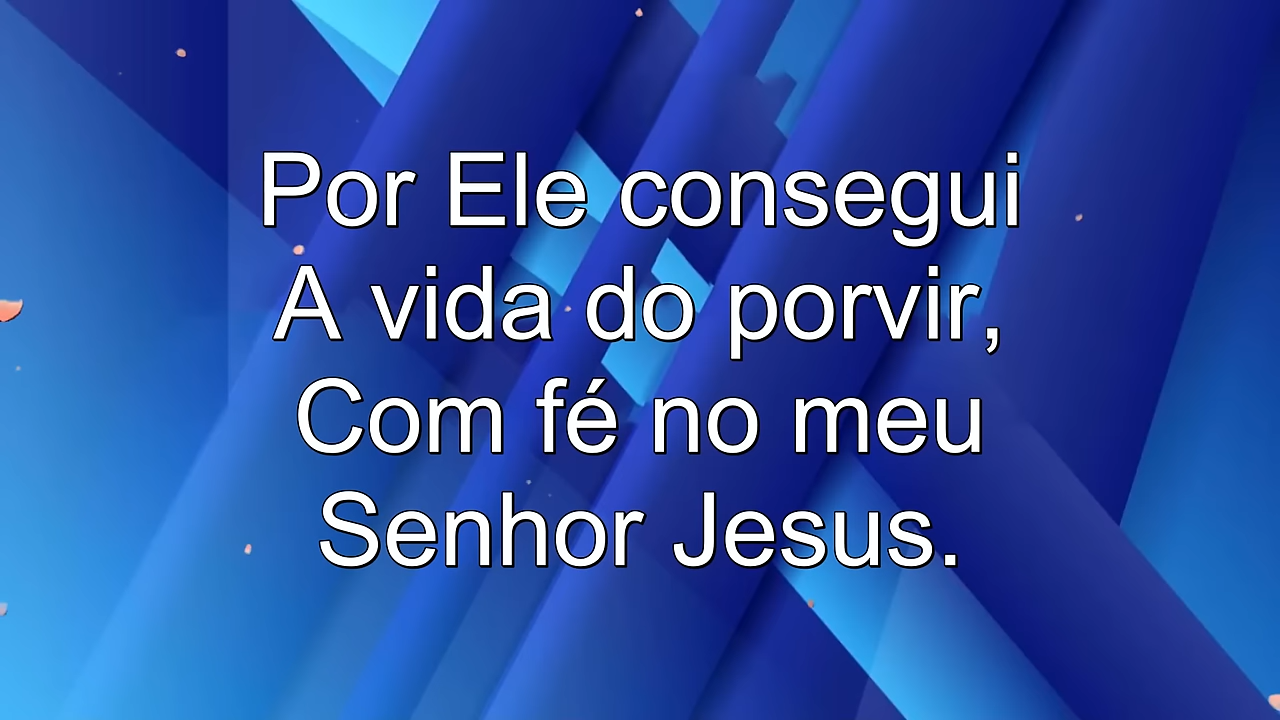 Por Ele consegui
A vida do porvir,
Com fé no meu
Senhor Jesus.